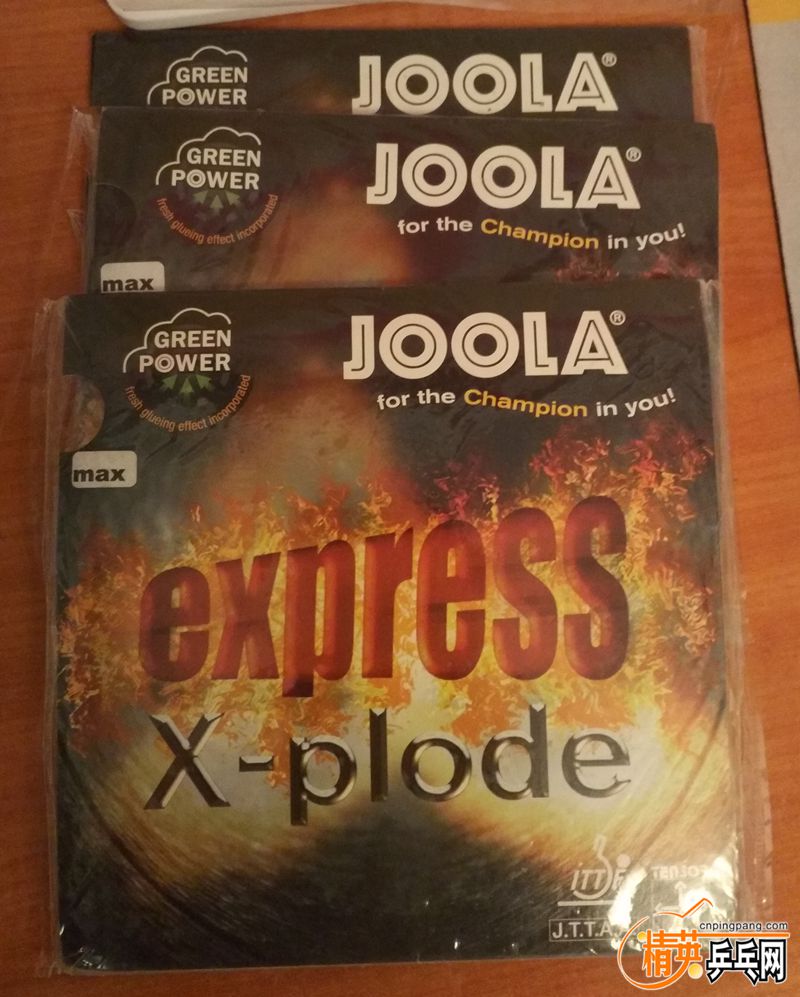 GREEN
POWER
JOOLA®
GREEN
POWER
fresh glueing effect incorporated
JOOLA®
for the Champion in you!
max
GREEN
POWER
fresh glueing effect incorporated
JOOLA®
for the Champion in you!
max
express
X-plode
ITTF
TENSOR
J.T.T.A.
cnpingpang.com
精英乒乓网